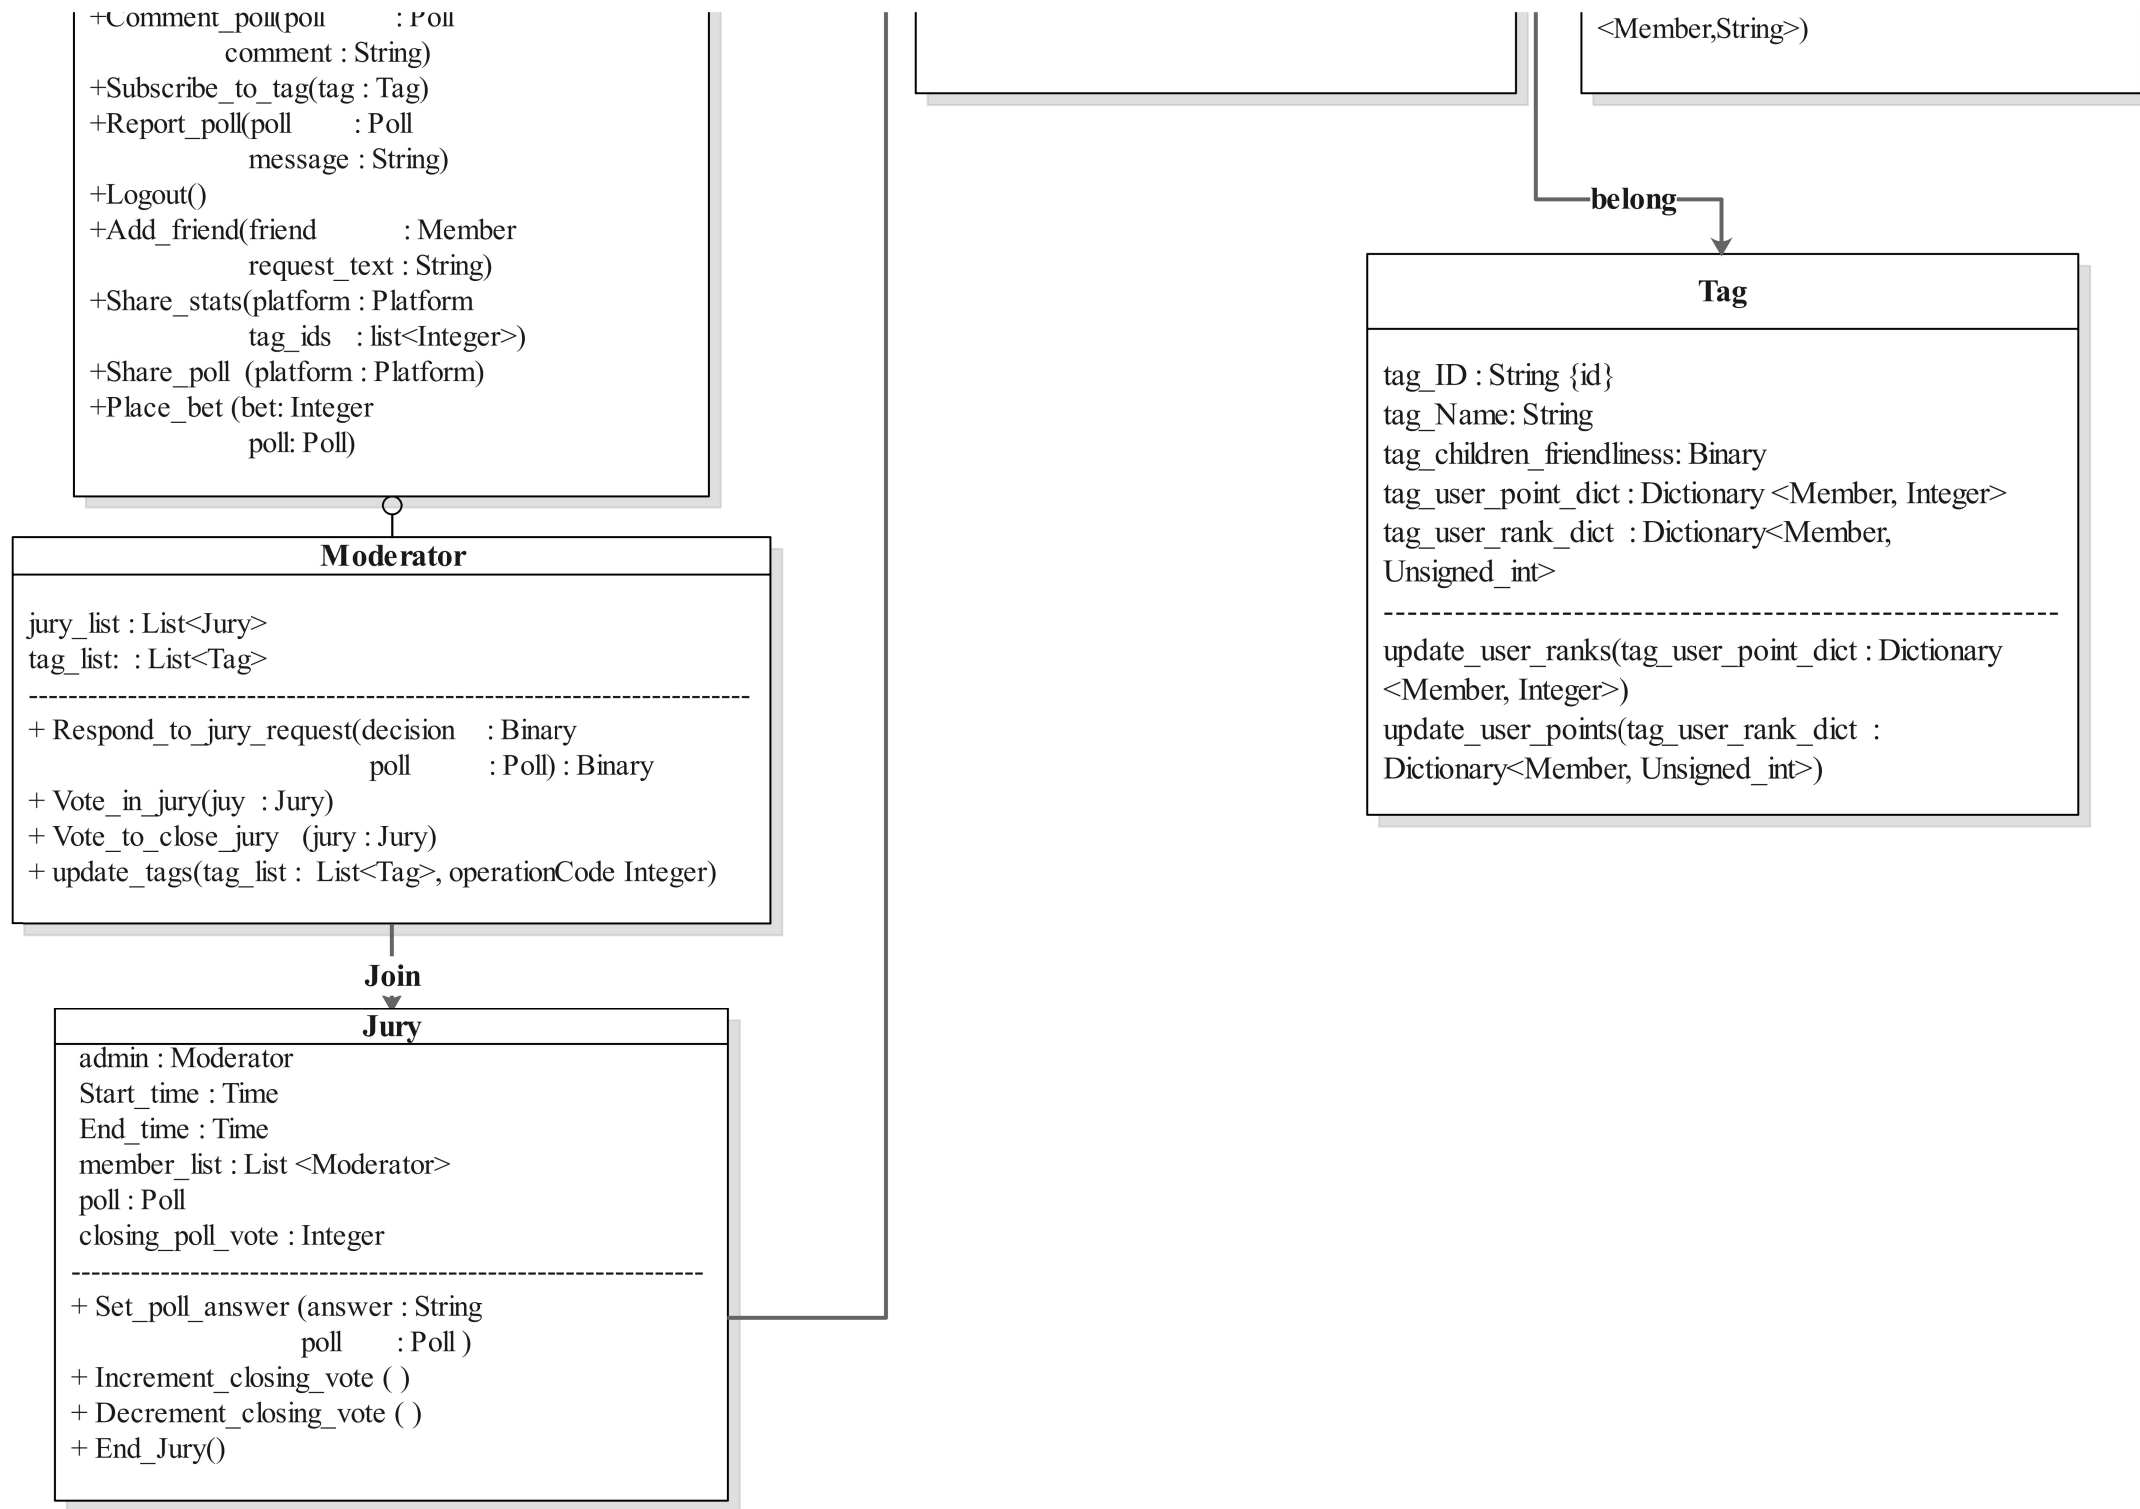 +Comment_poll(poll : Poll
comment : String)
+Subscribe_to_tag(tag : Tag)
+Report_poll(poll : Poll
message : String)
+Logout()
+Add_friend(friend : Member
request_text : String)
+Share_stats(platform : Platform
tag_ids : list<Integer>)
+Share_poll (platform : Platform)
+Place_bet (bet: Integer
poll: Poll)
Moderator
jury_list : List<Jury>
tag_list: : List<Tag>
+ Respond_to_jury_request(decision : Binary
poll : Poll) : Binary
+ Vote_in_jury(juy : Jury)
+ Vote_to_close_jury (jury : Jury)
+ update_tags(tag_list : List<Tag>, operationCode Integer)
Join
Jury
admin : Moderator
Start_time : Time
End_time : Time
member_list : List <Moderator>
poll : Poll
closing_poll_vote : Integer
+ Set_poll_answer (answer : String
poll : Poll )
+ Increment_closing_vote ( )
+ Decrement_closing_vote ( )
+ End_Jury()
<Member,String>)
belong
Tag
tag_ID : String {id}
tag_Name: String
tag_children_friendliness: Binary
tag_user_point_dict : Dictionary <Member, Integer>
tag_user_rank_dict : Dictionary<Member,
Unsigned_int>
update_user_ranks(tag_user_point_dict : Dictionary
<Member, Integer>)
update_user_points(tag_user_rank_dict :
Dictionary<Member, Unsigned_int>)